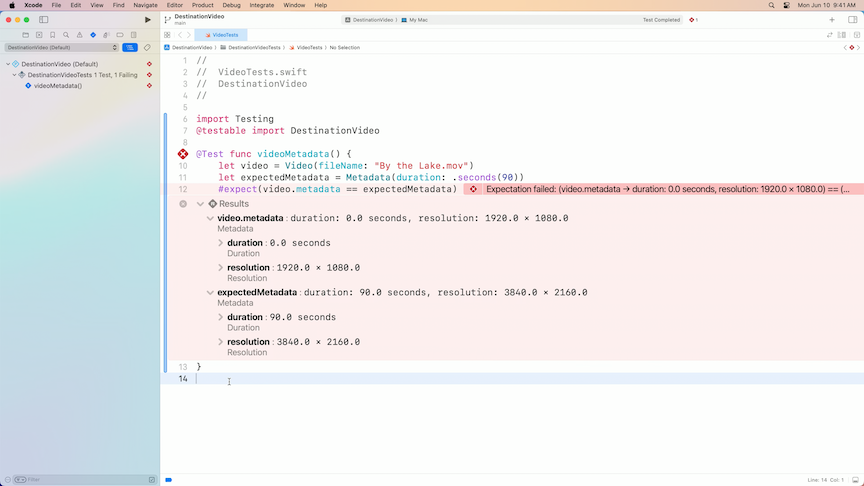 Xcode File Edit View Find Navigate Editor Product Debug Integrate Window Help Mon Jun 10 9:41 AM
DestinationVideo
main
DestinationVideo 〉 My Mac
Test Completed
1
VideoTests
DestinationVideo (Default)
DestinationVideo 〉 DestinationVideoTests 〉 VideoTests 〉 No Selection
DestinationVideo (Default)
DestinationVideoTests 1 Test, 1 Failing
videoMetadata()
1 //
2 // VideoTests.swift
3 // DestinationVideo
4 //
5
6 import Testing
7 @testable import DestinationVideo
8
@Test func videoMetadata() {
10 let video = Video(fileName: "By the Lake.mov")
11 let expectedMetadata = Metadata(duration: .seconds(90))
12 #expect(video.metadata == expectedMetadata) Expectation failed: (video.metadata → duration: 0.0 seconds, resolution: 1920.0 × 1080.0) == (...
Results
video.metadata : duration: 0.0 seconds, resolution: 1920.0 × 1080.0
Metadata
duration : 0.0 seconds
Duration
resolution : 1920.0 × 1080.0
Resolution
expectedMetadata : duration: 90.0 seconds, resolution: 3840.0 × 2160.0
Metadata
duration : 90.0 seconds
Duration
resolution : 3840.0 × 2160.0
Resolution
13 }
14
Filter
Line: 14 Col: 1